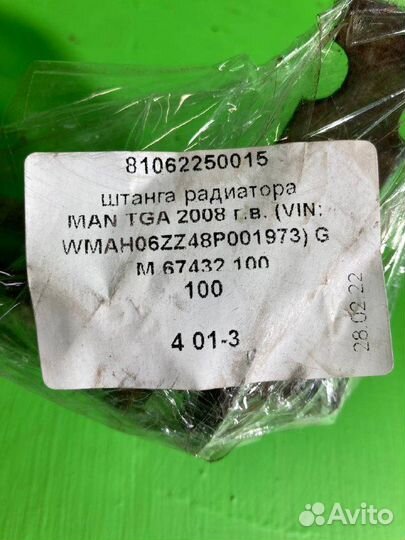 81062250015
штанга радиатора
MAN TGA 2008 г.в. (VIN:
WMAH06ZZ48P001973) G
M 67432 100
100
4 01-3
28.02.22
Avito